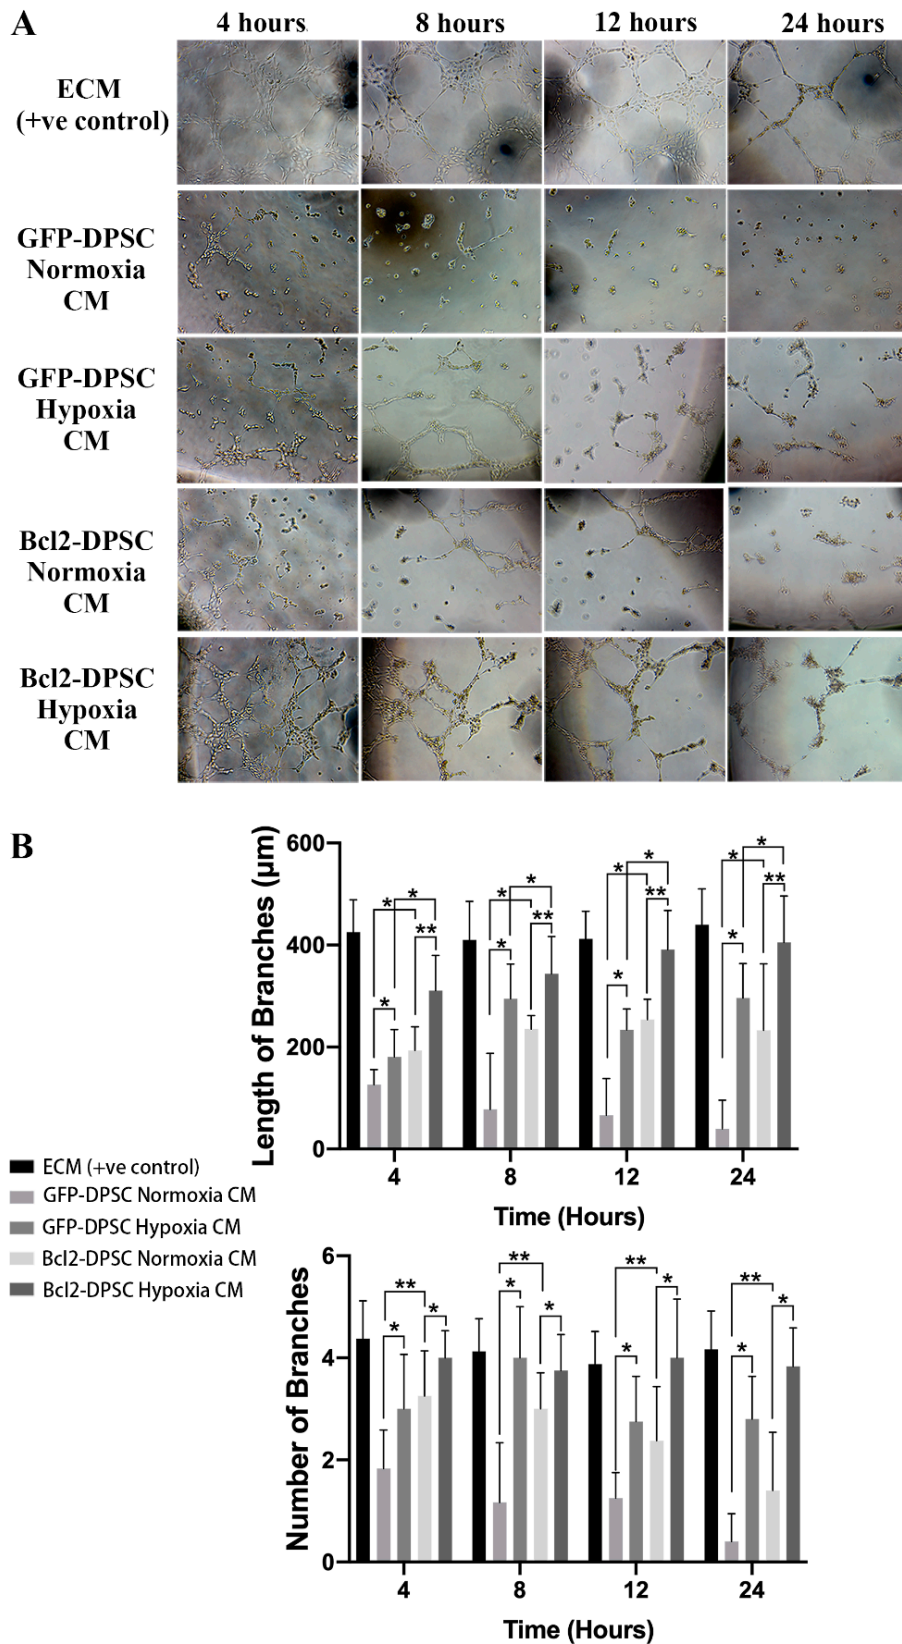 A
4 hours
8 hours
12 hours
24 hours
ECM
(+ve control)
GFP-DPSC
Normoxia
CM
GFP-DPSC
Hypoxia
CM
Bcl2-DPSC
Normoxia
CM
Bcl2-DPSC
Hypoxia
CM
B
Length of Branches (µm)
600
400
200
0
* * * **
* * * **
* * * **
* * * **
4 8 12 24
Time (Hours)
ECM (+ve control)
GFP-DPSC Normoxia CM
GFP-DPSC Hypoxia CM
Bcl2-DPSC Normoxia CM
Bcl2-DPSC Hypoxia CM
Number of Branches
6
4
2
0
** * *
** * *
** * *
** * *
4 8 12 24
Time (Hours)